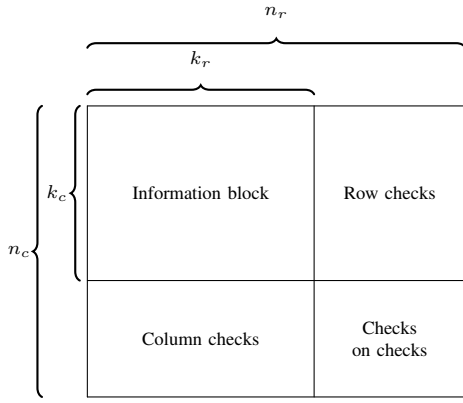 n_r
k_r
k_c
Information block
Row checks
n_c
Column checks
Checks
on checks